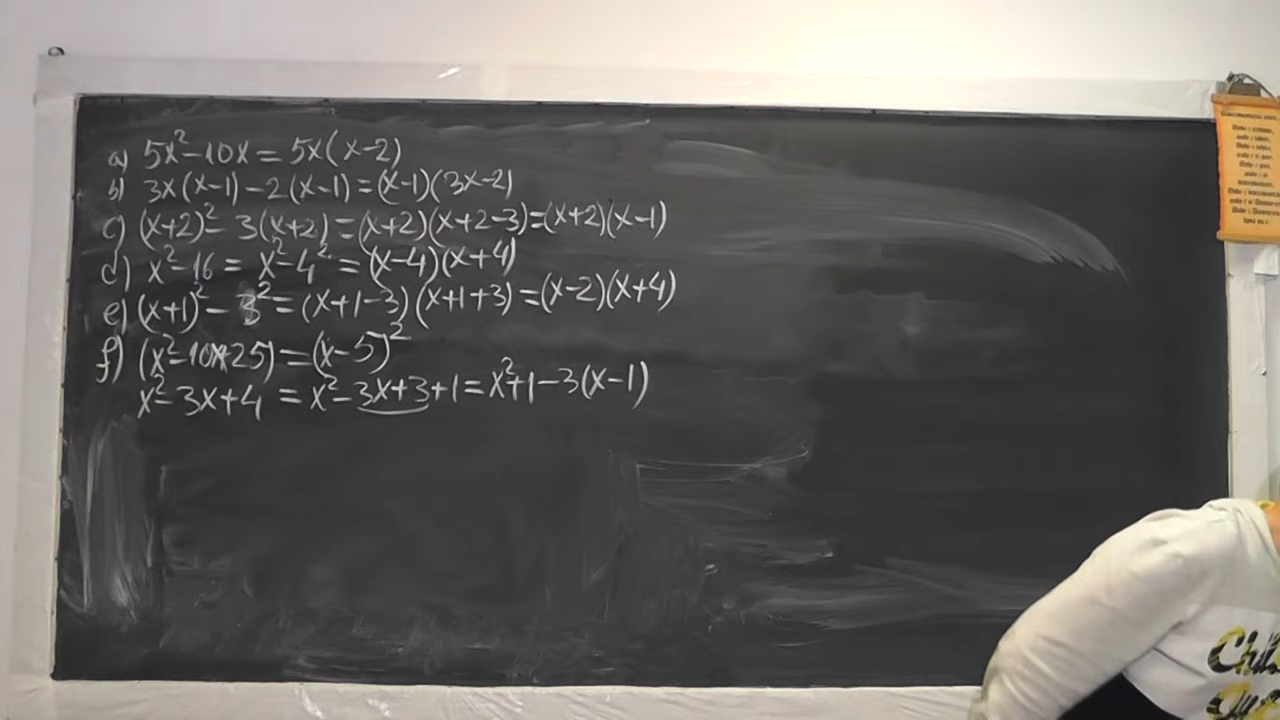 a) 5x² - 10x = 5x(x-2)
b) 3x(x-1) - 2(x-1) = (x-1)(3x-2)
c) (x+2)² - 3(x+2) = (x+2)(x+2-3) = (x+2)(x-1)
d) x² - 16 = x² - 4² = (x-4)(x+4)
e) (x+1)² - 3² = (x+1-3)(x+1+3) = (x-2)(x+4)
f) (x² - 10x + 25) = (x-5)²
x² - 3x + 4 = x² - 3x + 3 + 1 = x² + 1 - 3(x-1)